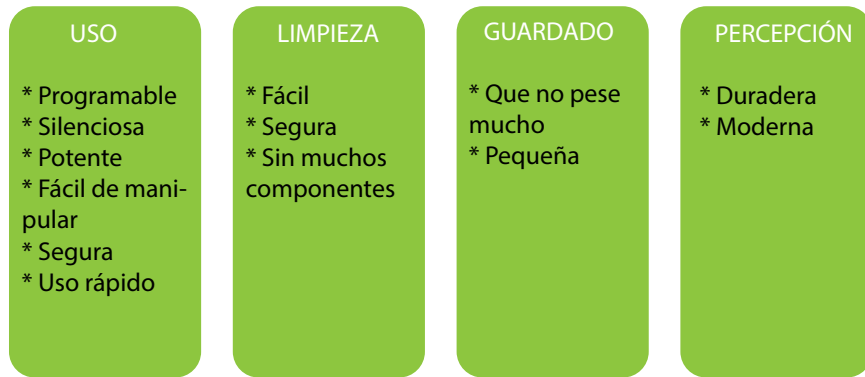 USO
* Programable
* Silenciosa
* Potente
* Fácil de mani-
pular
* Segura
* Uso rápido
LIMPIEZA
* Fácil
* Segura
* Sin muchos
componentes
GUARDADO
* Que no pese
mucho
* Pequeña
PERCEPCIÓN
* Duradera
* Moderna